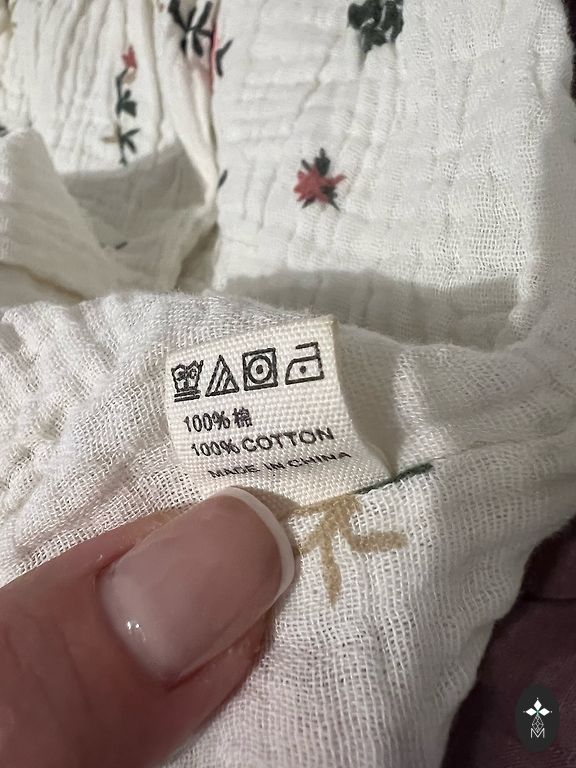 100% 棉
100% COTTON
MADE IN CHINA
M